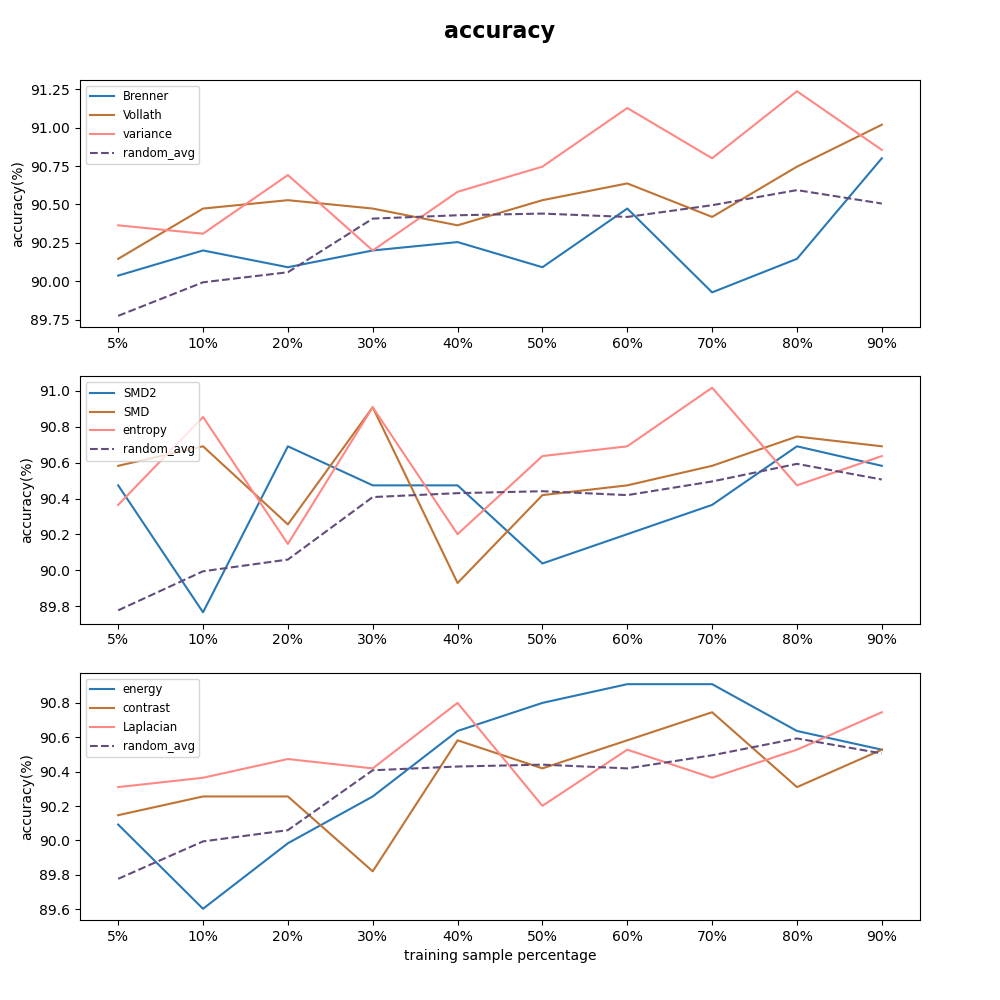 accuracy
91.25
91.00
90.75
90.50
90.25
90.00
89.75
accuracy(%)
Brenner
Vollath
variance
random_avg
5% 10% 20% 30% 40% 50% 60% 70% 80% 90%
91.0
90.8
90.6
90.4
90.2
90.0
89.8
accuracy(%)
SMD2
SMD
entropy
random_avg
5% 10% 20% 30% 40% 50% 60% 70% 80% 90%
90.8
90.6
90.4
90.2
90.0
89.8
89.6
accuracy(%)
energy
contrast
Laplacian
random_avg
5% 10% 20% 30% 40% 50% 60% 70% 80% 90%
training sample percentage